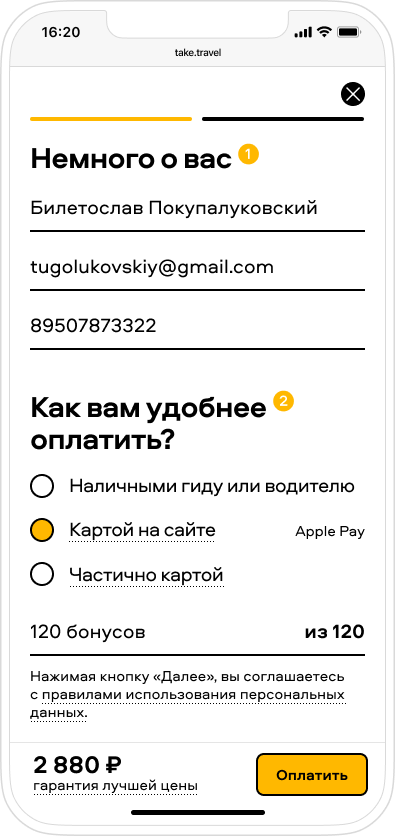 16:20
take.travel
Немного о вас 1
Билетослав Покупалуковский
tugolukovskiy@gmail.com
89507873322
Как вам удобнее 2
оплатить?
Наличными гиду или водителю
Картой на сайте Apple Pay
Частично картой
120 бонусов из 120
Нажимая кнопку «Далее», вы соглашаетесь
с правилами использования персональных
данных.
2 880 ₽
гарантия лучшей цены
Оплатить